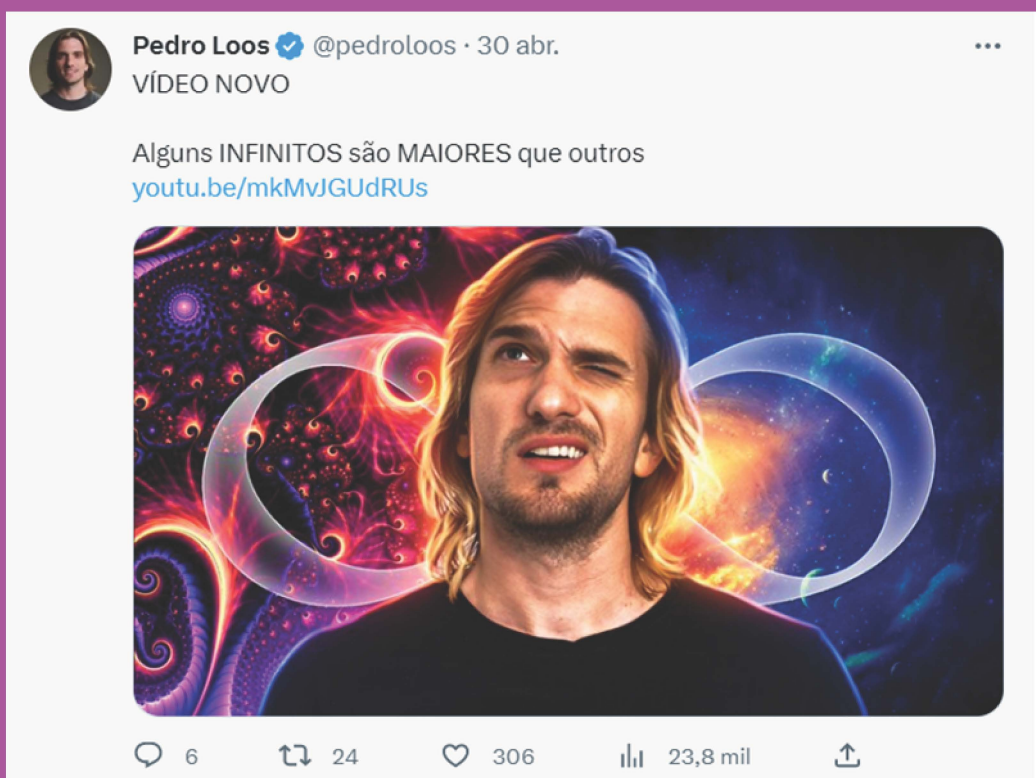 Pedro Loos @pedroloos · 30 abr.
VÍDEO NOVO
Alguns INFINITOS são MAIORES que outros
youtu.be/mkMvJGUdRUs
6 24 306 23,8 mil